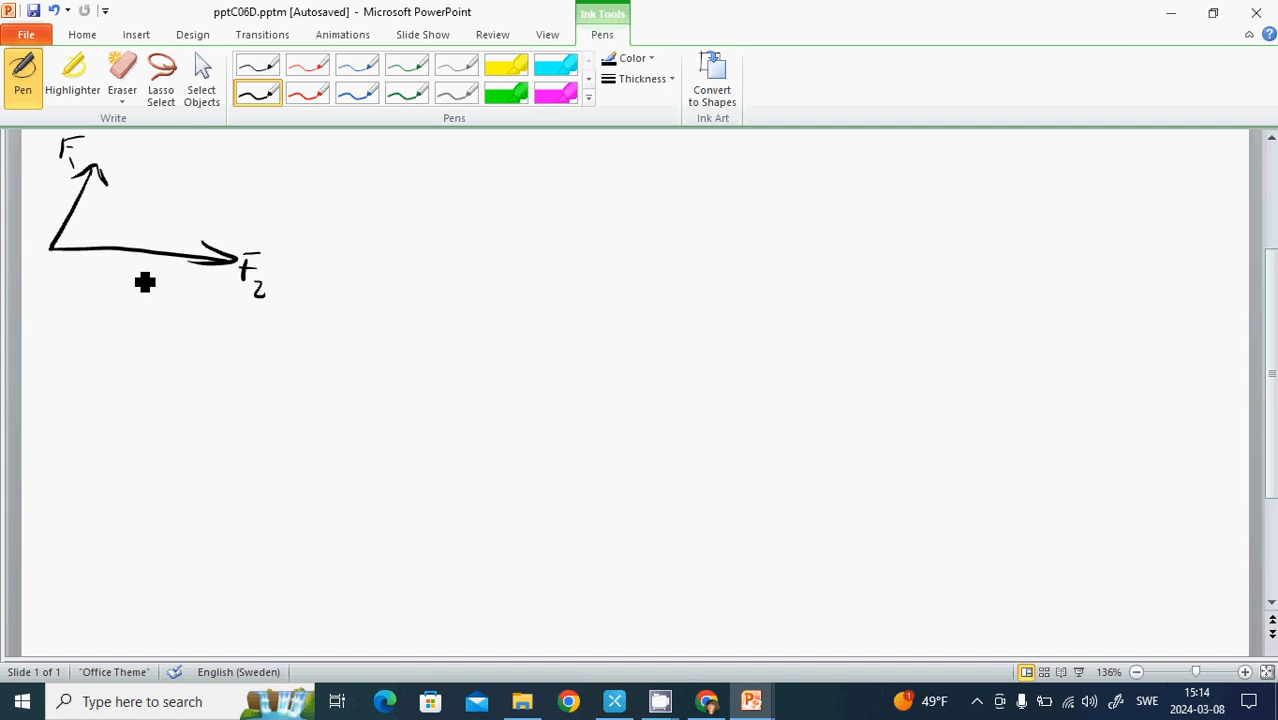 pptC06D.pptm [Autosaved] - Microsoft PowerPoint
Ink Tools
File Home Insert Design Transitions Animations Slide Show Review View Pens
Pen Highlighter Eraser Lasso Select Select Objects
Color
Thickness
Convert to Shapes
Write Pens Ink Art
F1
F2
Slide 1 of 1 "Office Theme" English (Sweden) 136%
Type here to search 1 49°F SWE 15:14
2024-03-08